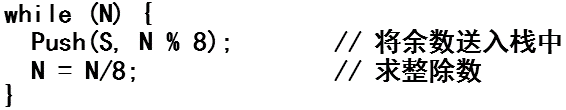 while (N) {
  Push(S, N % 8);        // 将余数送入栈中
  N = N/8;               // 求整除数
}